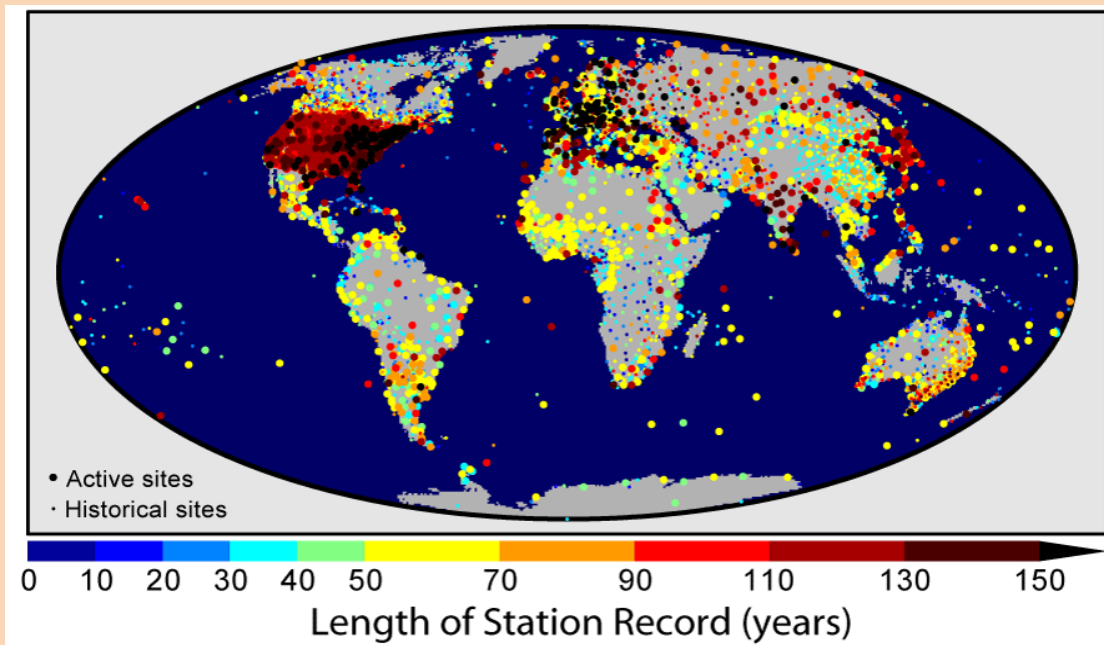 • Active sites
· Historical sites
0 10 20 30 40 50 70 90 110 130 150
Length of Station Record (years)